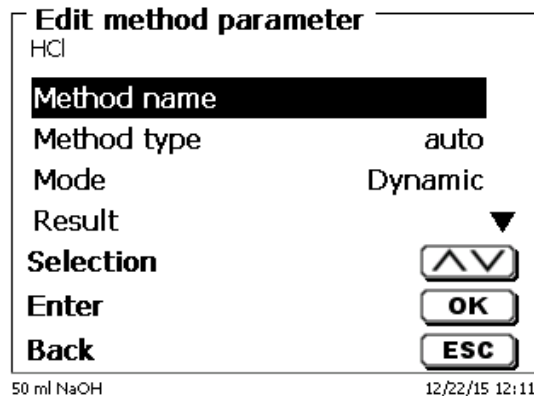 Edit method parameter
HCl
Method name
Method type auto
Mode Dynamic
Result
Selection
Enter OK
Back ESC
50 ml NaOH 12/22/15 12:11